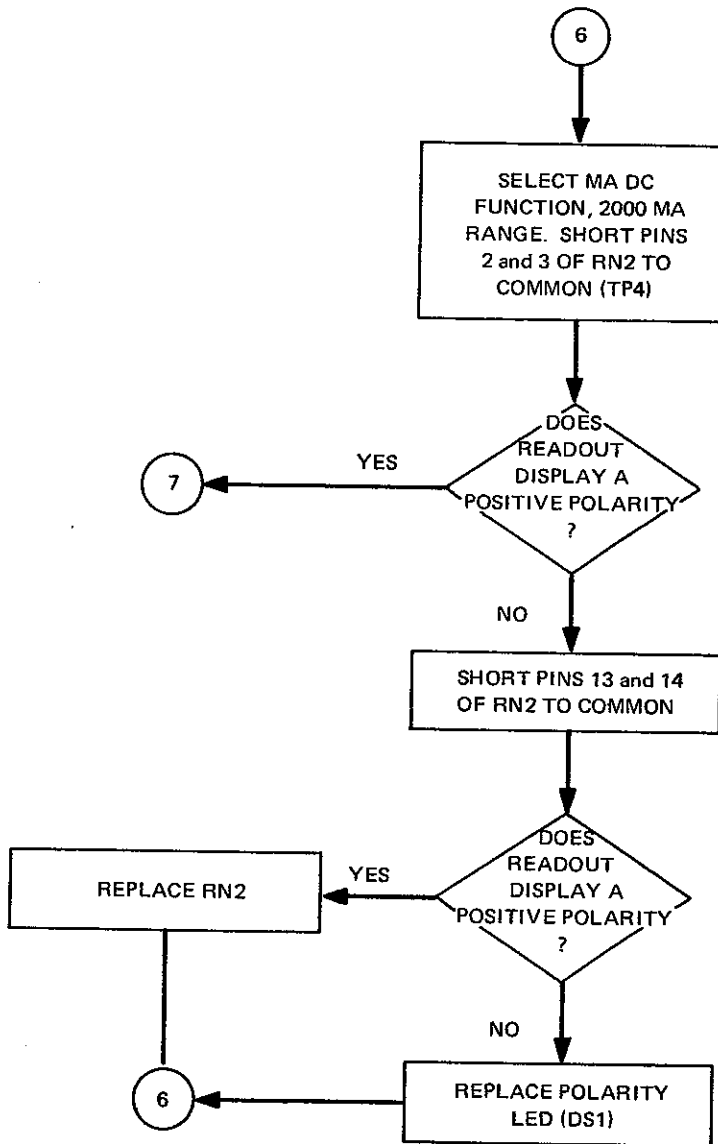 6
SELECT MA DC
FUNCTION, 2000 MA
RANGE. SHORT PINS
2 and 3 OF RN2 TO
COMMON (TP4)
DOES
READOUT
DISPLAY A
POSITIVE POLARITY
?
YES
7
NO
SHORT PINS 13 and 14
OF RN2 TO COMMON
DOES
READOUT
DISPLAY A
POSITIVE POLARITY
?
YES
REPLACE RN2
NO
REPLACE POLARITY
LED (DS1)
6